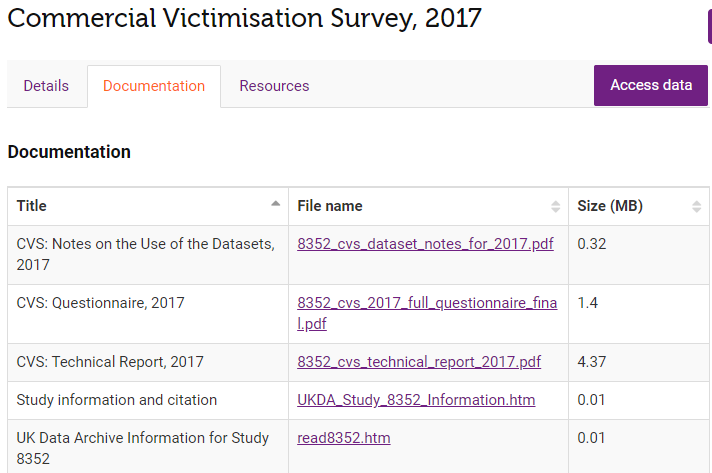 Commercial Victimisation Survey, 2017
Details Documentation Resources Access data
Documentation
Title File name Size (MB)
CVS: Notes on the Use of the Datasets, 8352_cvs_dataset_notes_for_2017.pdf 0.32
2017
CVS: Questionnaire, 2017 8352_cvs_2017_full_questionnaire_fina 1.4
l.pdf
CVS: Technical Report, 2017 8352_cvs_technical_report_2017.pdf 4.37
Study information and citation UKDA_Study_8352_Information.htm 0.01
UK Data Archive Information for Study read8352.htm 0.01
8352